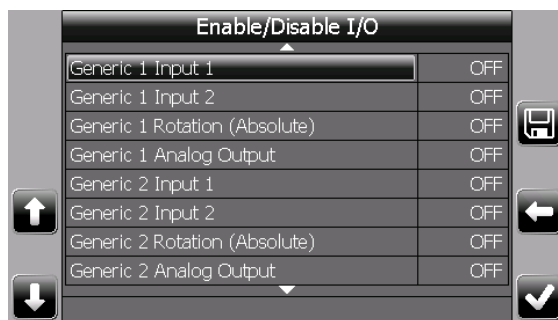 Enable/Disable I/O
Generic 1 Input 1 OFF
Generic 1 Input 2 OFF
Generic 1 Rotation (Absolute) OFF
Generic 1 Analog Output OFF
Generic 2 Input 1 OFF
Generic 2 Input 2 OFF
Generic 2 Rotation (Absolute) OFF
Generic 2 Analog Output OFF